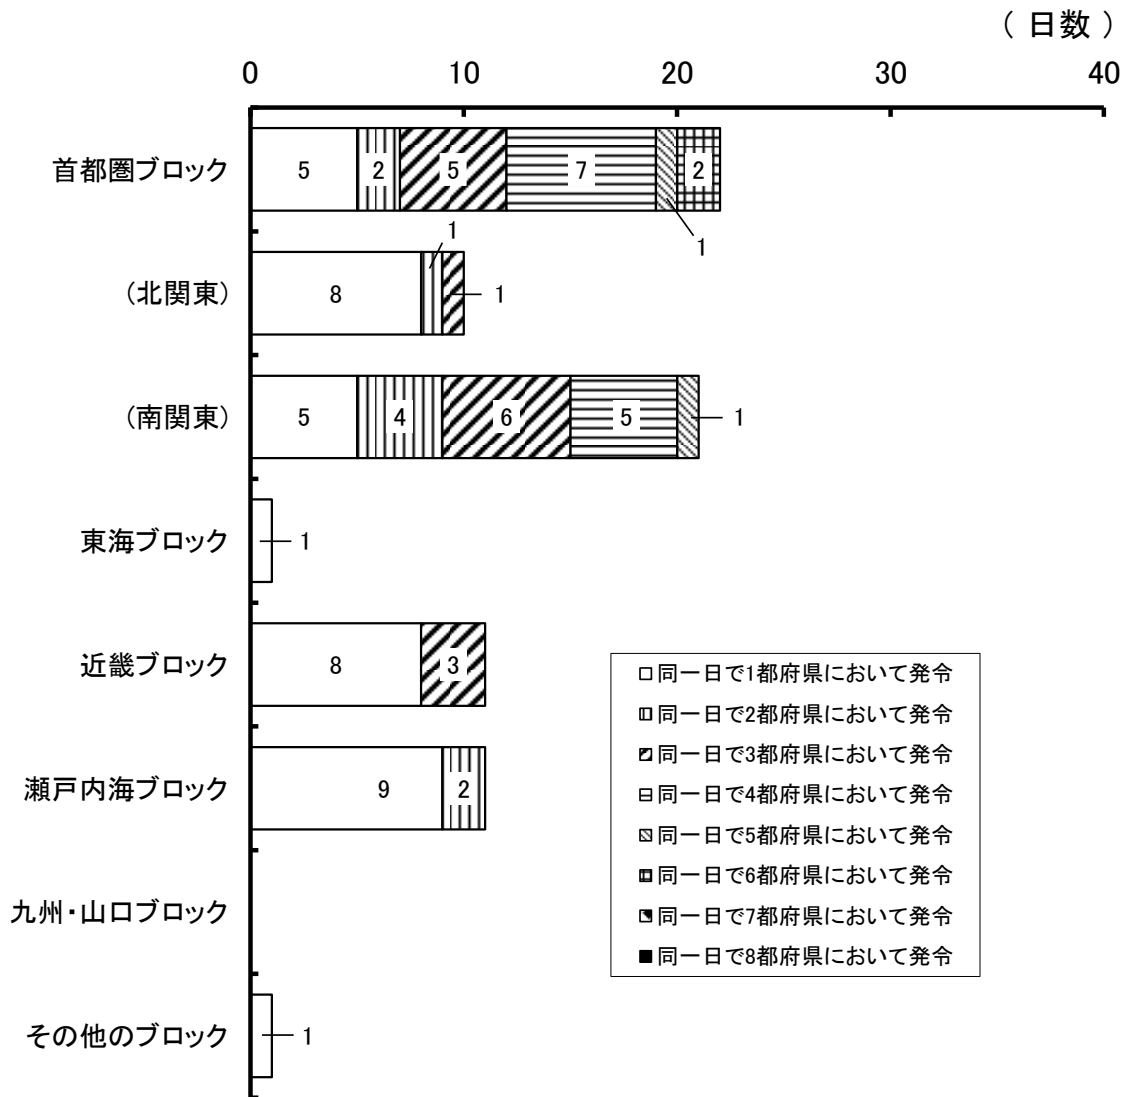 （ 日数 ）
0 10 20 30 40
首都圏ブロック 5 2 5 7 2
1
1
(北関東) 8 1
(南関東) 5 4 6 5 1
東海ブロック 1
近畿ブロック 8 3
同一日で1都府県において発令
同一日で2都府県において発令
同一日で3都府県において発令
同一日で4都府県において発令
同一日で5都府県において発令
同一日で6都府県において発令
同一日で7都府県において発令
同一日で8都府県において発令
瀬戸内海ブロック 9 2
九州・山口ブロック
その他のブロック 1